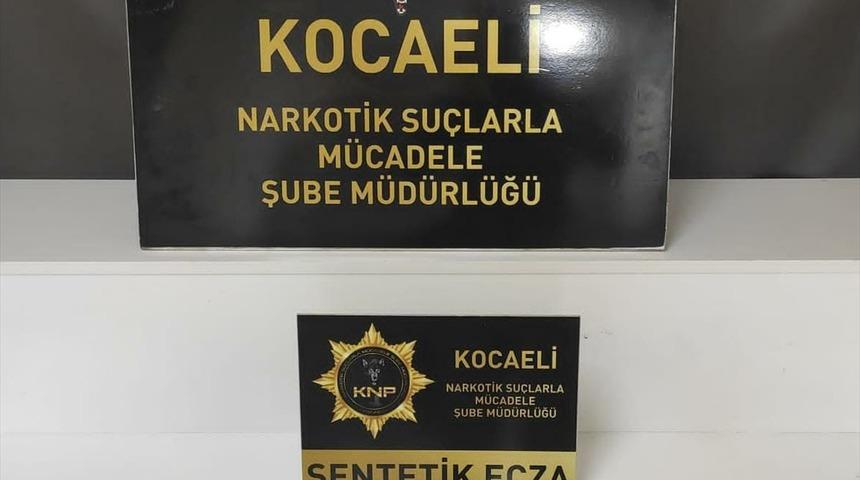 KOCAELİ
NARKOTİK SUÇLARLA
MÜCADELE
ŞUBE MÜDÜRLÜĞÜ
KNP
KOCAELİ
NARKOTİK SUÇLARLA
MÜCADELE
ŞUBE MÜDÜRLÜĞÜ
SENTETİK ECZA